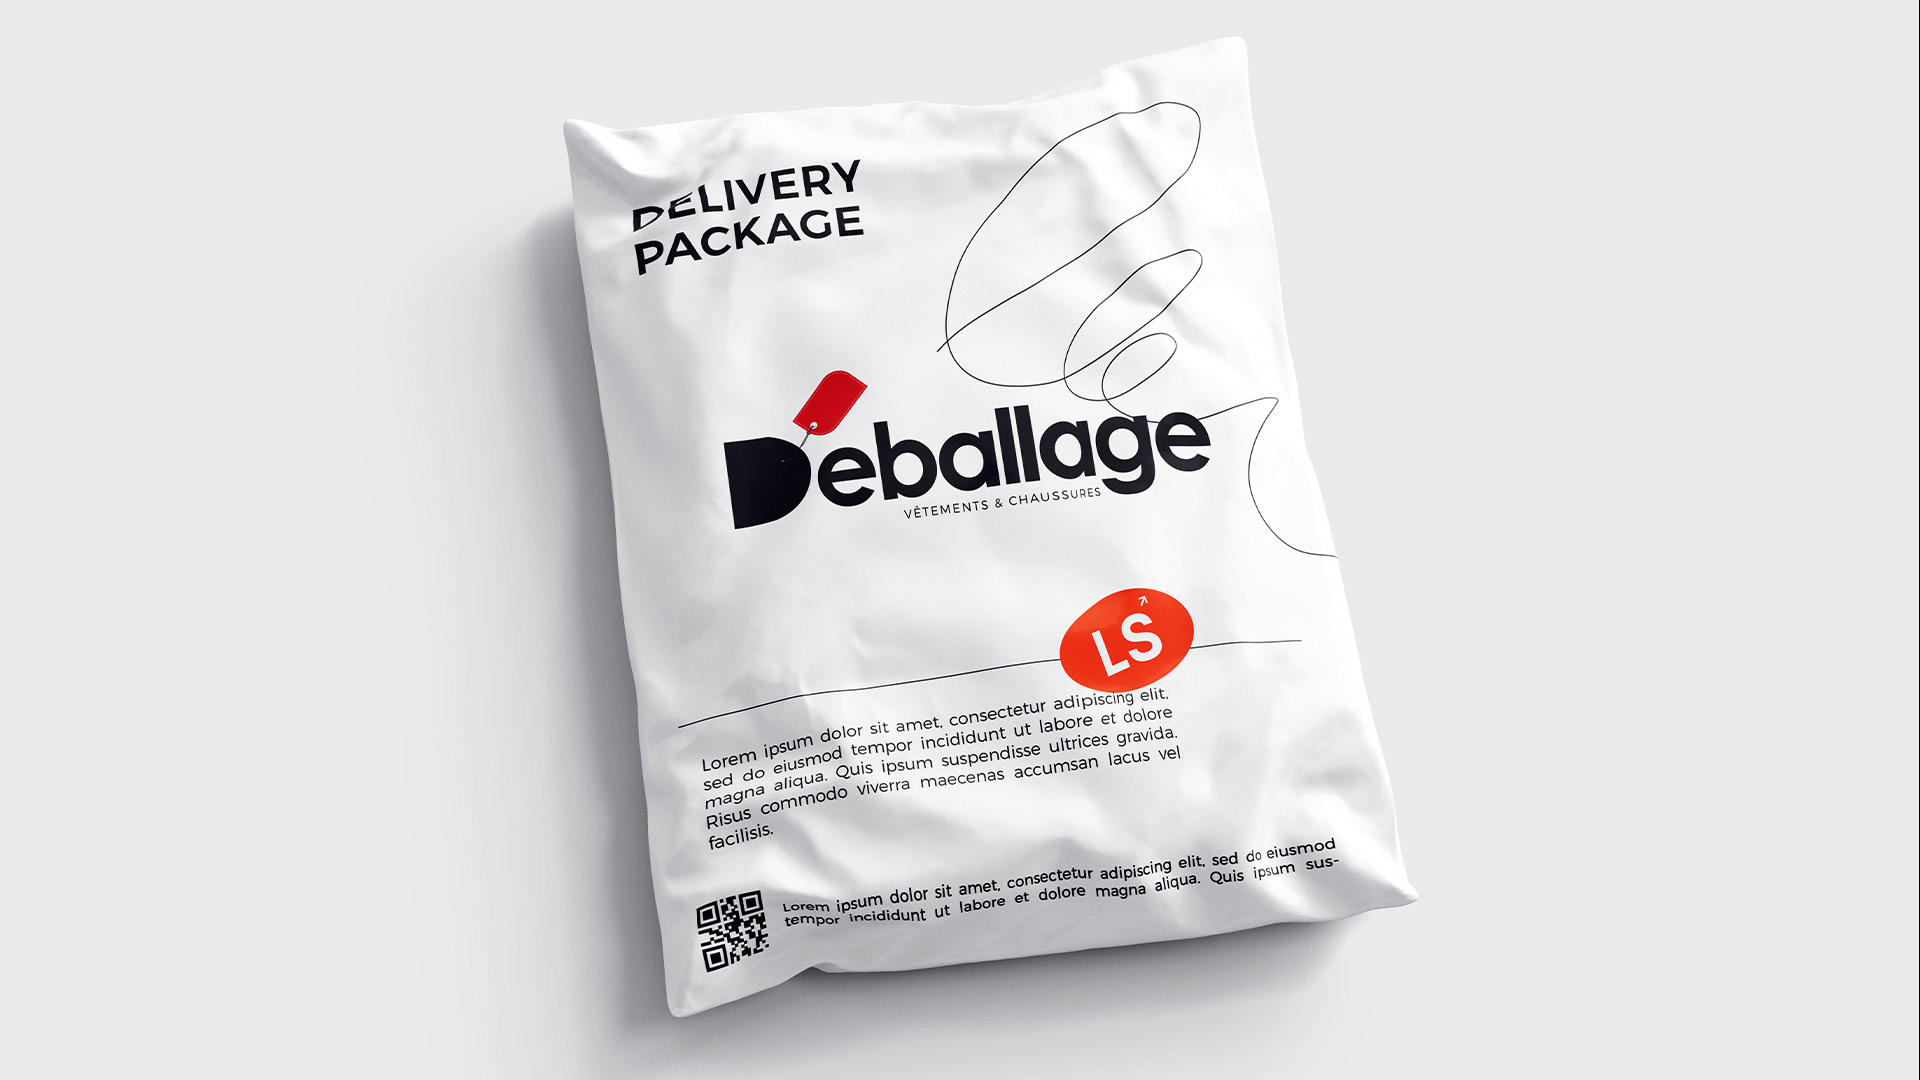 DELIVERY
PACKAGE
Déballage
VÊTEMENTS & CHAUSSURES
LS
Lorem ipsum dolor sit amet, consectetur adipiscing elit,
sed do eiusmod tempor incididunt ut labore et dolore
magna aliqua. Quis ipsum suspendisse ultrices gravida.
Risus commodo viverra maecenas accumsan lacus vel
facilisis.
Lorem ipsum dolor sit amet, consectetur adipiscing elit, sed do eiusmod
tempor incididunt ut labore et dolore magna aliqua. Quis ipsum sus-